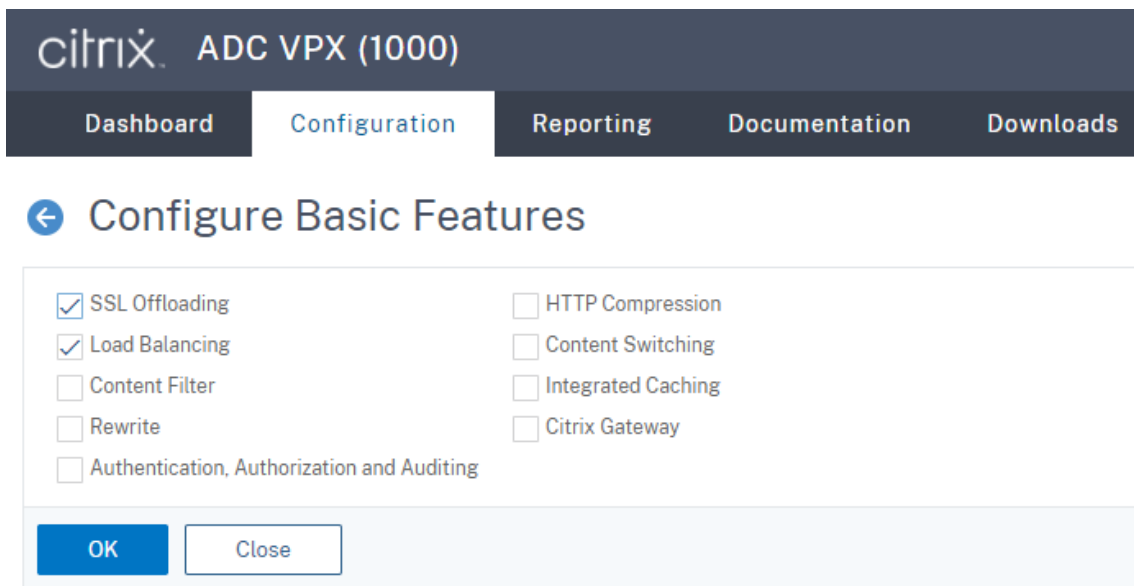 citrix. ADC VPX (1000)
Dashboard Configuration Reporting Documentation Downloads
Configure Basic Features
SSL Offloading HTTP Compression
Load Balancing Content Switching
Content Filter Integrated Caching
Rewrite Citrix Gateway
Authentication, Authorization and Auditing
OK Close